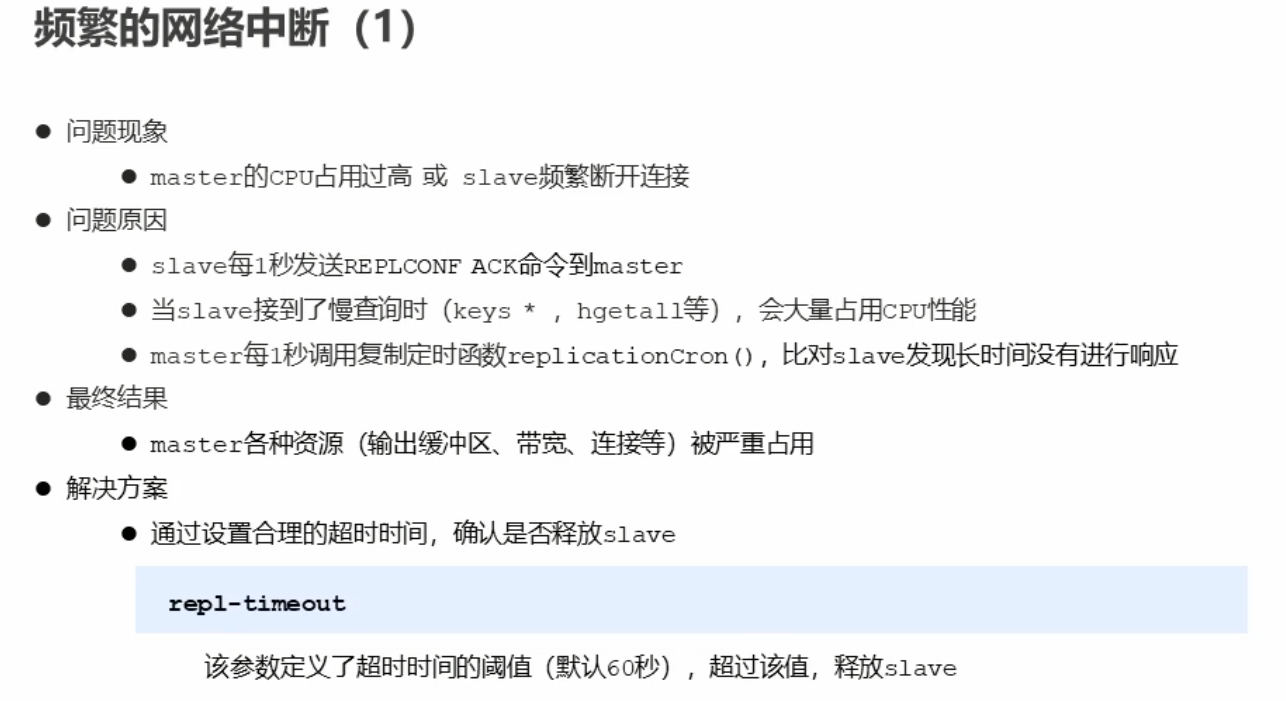 频繁的网络中断（1）
● 问题现象
● master的CPU占用过高 或 slave频繁断开连接
● 问题原因
● slave每1秒发送REPLCONF ACK命令到master
● 当slave接到了慢查询时（keys * ，hgetall等），会大量占用CPU性能
● master每1秒调用复制定时函数replicationCron()，比对slave发现长时间没有进行响应
● 最终结果
● master各种资源（输出缓冲区、带宽、连接等）被严重占用
● 解决方案
● 通过设置合理的超时时间，确认是否释放slave
repl-timeout
该参数定义了超时时间的阈值（默认60秒），超过该值，释放slave